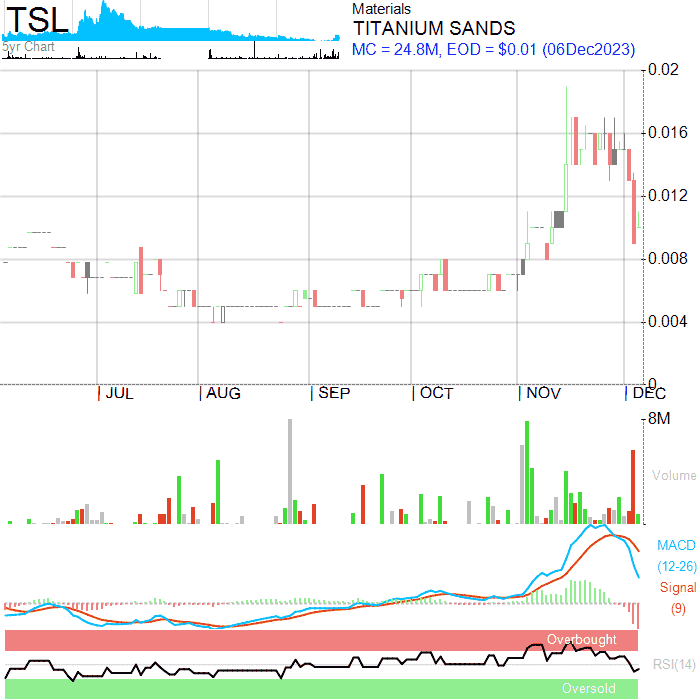 TSL
5yr Chart
Materials
TITANIUM SANDS
MC = 24.8M, EOD = $0.01 (06Dec2023)
0.02
0.016
0.012
0.008
0.004
0
JUL
AUG
SEP
OCT
NOV
DEC
8M
Volume
MACD
(12-26)
Signal
(9)
Overbought
RSI(14)
Oversold